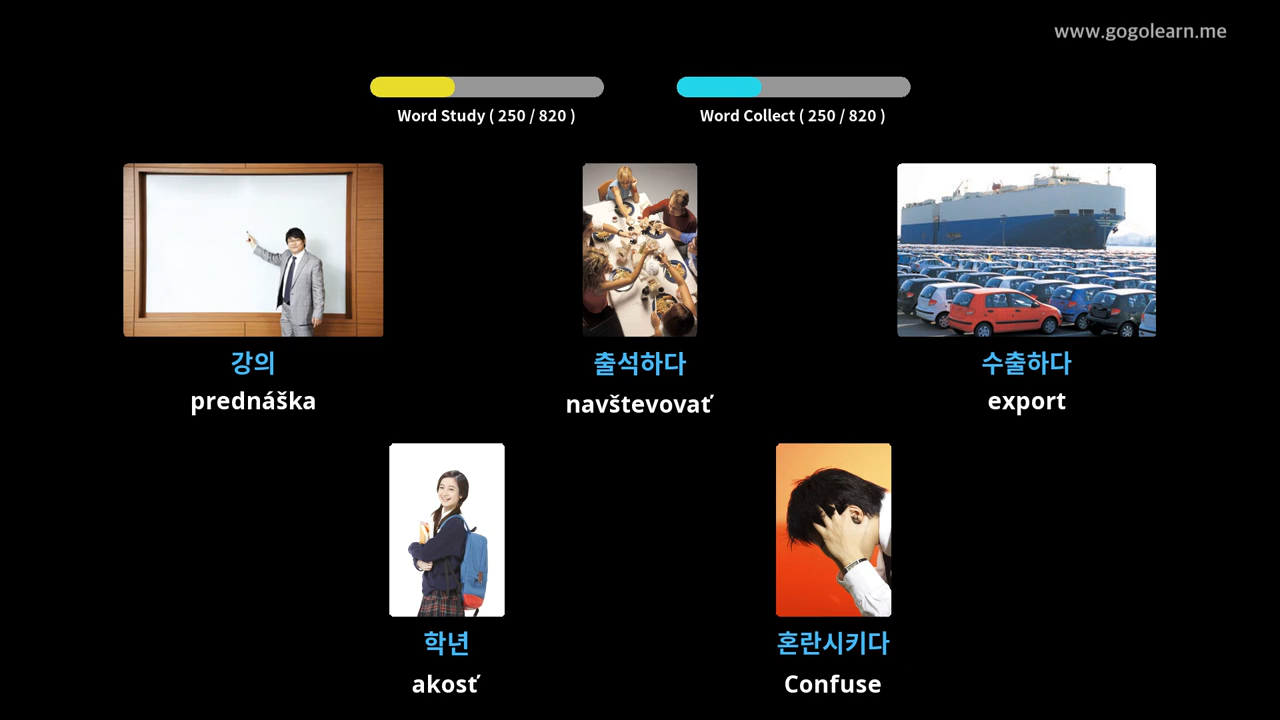 www.gogolearn.me
Word Study ( 250 / 820 )
Word Collect ( 250 / 820 )
강의
prednáška
출석하다
navštevovať
수출하다
export
학년
akosť
혼란시키다
Confuse